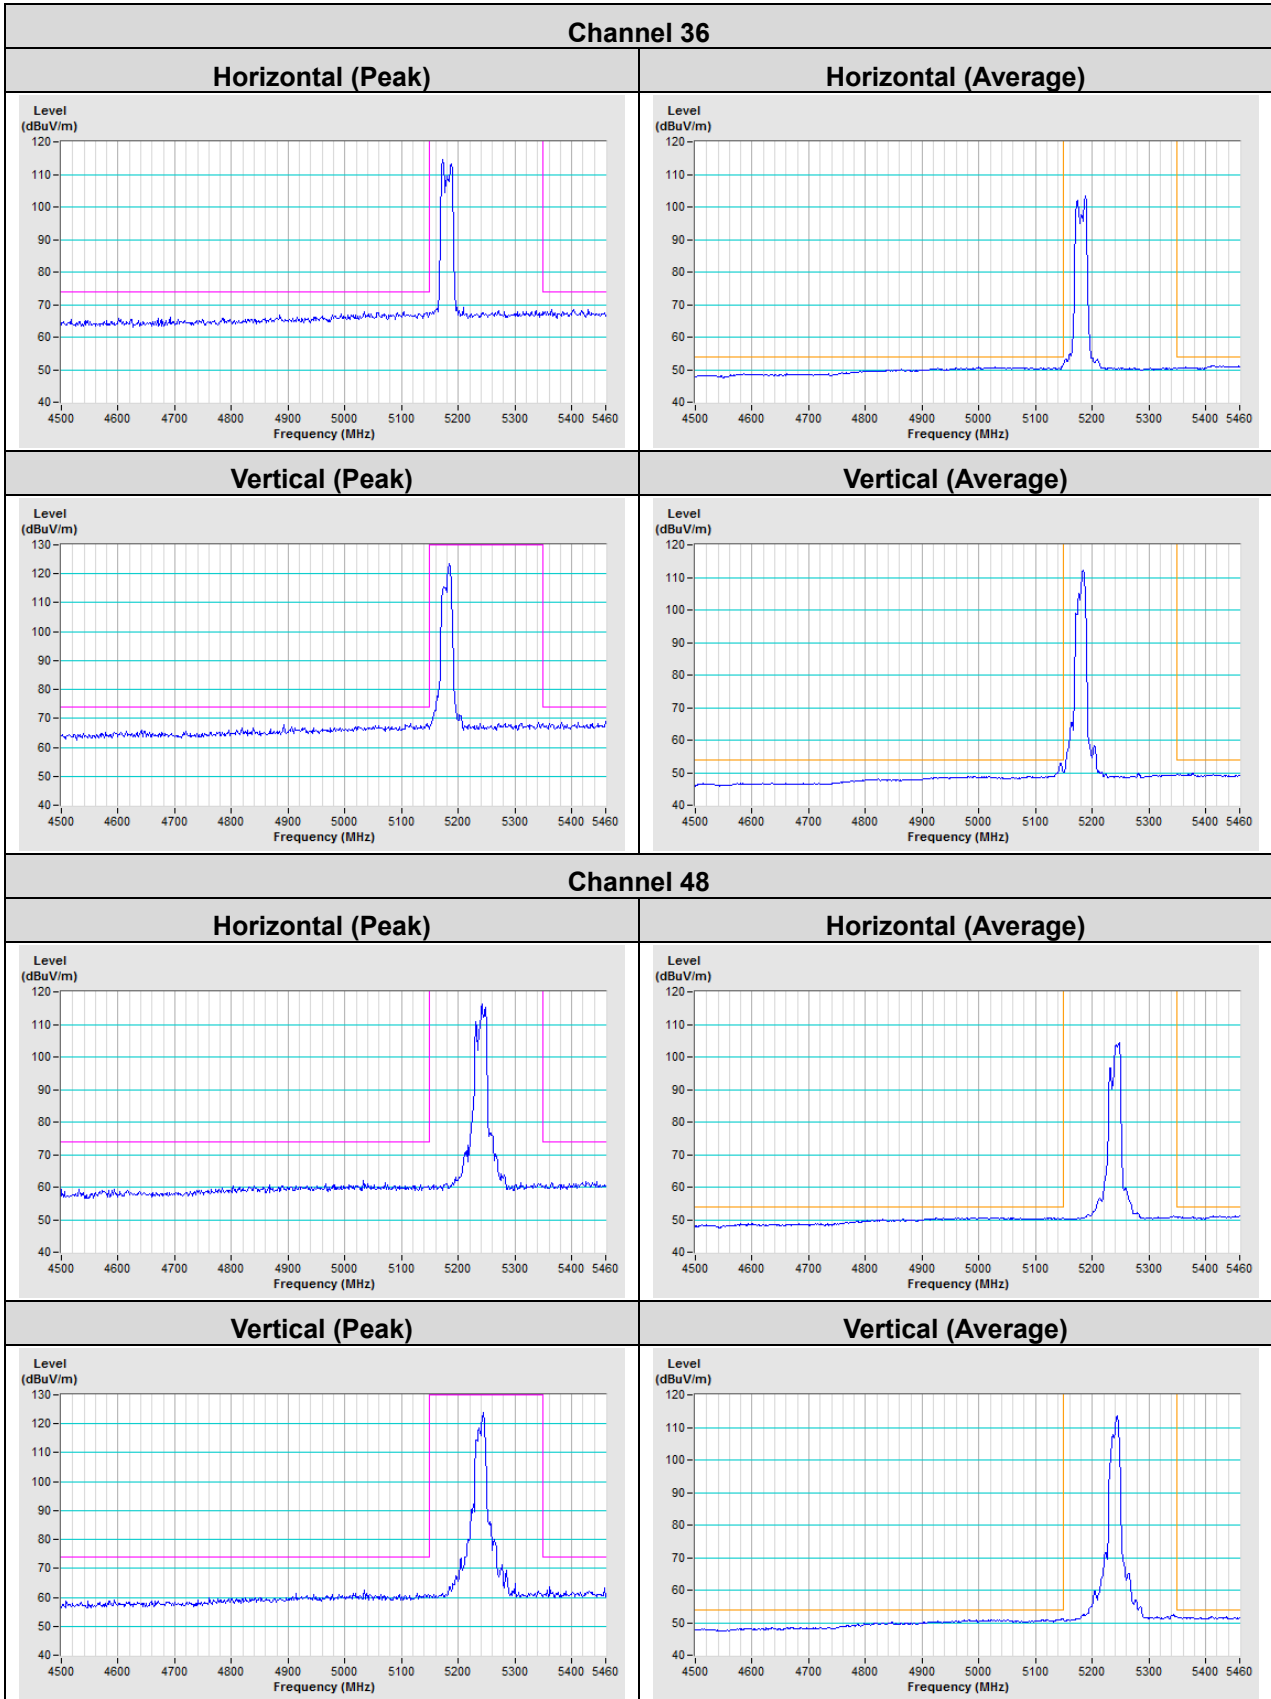 Channel 36
Horizontal (Peak) Horizontal (Average)
Level Level
(dBuV/m) (dBuV/m)
120 120
110 110
100 100
90 90
80 80
70 70
60 60
50 50
40 40
4500 4600 4700 4800 4900 5000 5100 5200 5300 5400 5460 4500 4600 4700 4800 4900 5000 5100 5200 5300 5400 5460
Frequency (MHz) Frequency (MHz)
Vertical (Peak) Vertical (Average)
Level Level
(dBuV/m) (dBuV/m)
130 120
120 110
110 100
100 90
90 80
80 70
70 60
60 50
50 40
40
4500 4600 4700 4800 4900 5000 5100 5200 5300 5400 5460 4500 4600 4700 4800 4900 5000 5100 5200 5300 5400 5460
Frequency (MHz) Frequency (MHz)
Channel 48
Horizontal (Peak) Horizontal (Average)
Level Level
(dBuV/m) (dBuV/m)
120 120
110 110
100 100
90 90
80 80
70 70
60 60
50 50
40 40
4500 4600 4700 4800 4900 5000 5100 5200 5300 5400 5460 4500 4600 4700 4800 4900 5000 5100 5200 5300 5400 5460
Frequency (MHz) Frequency (MHz)
Vertical (Peak) Vertical (Average)
Level Level
(dBuV/m) (dBuV/m)
130 120
120 110
110 100
100 90
90 80
80 70
70 60
60 50
50 40
40
4500 4600 4700 4800 4900 5000 5100 5200 5300 5400 5460 4500 4600 4700 4800 4900 5000 5100 5200 5300 5400 5460
Frequency (MHz) Frequency (MHz)